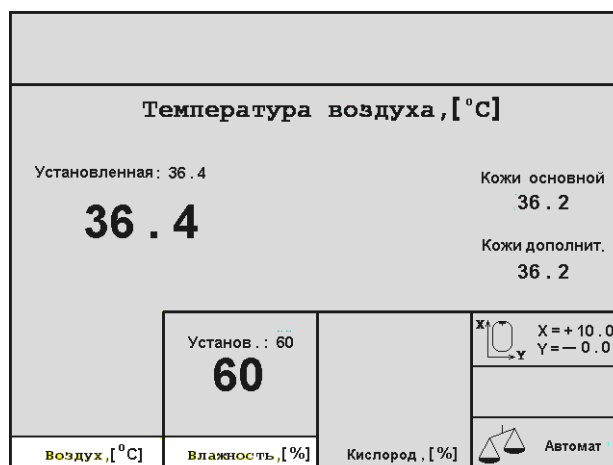 Температура воздуха,[°C]
Установленная: 36.4
36.4
Кожи основной
36.2
Кожи дополнит.
36.2
Установ.: 60
60
X
Y
X=+10.0
Y=−0.0
Автомат
Воздух,[°C]
Влажность,[%]
Кислород,[%]